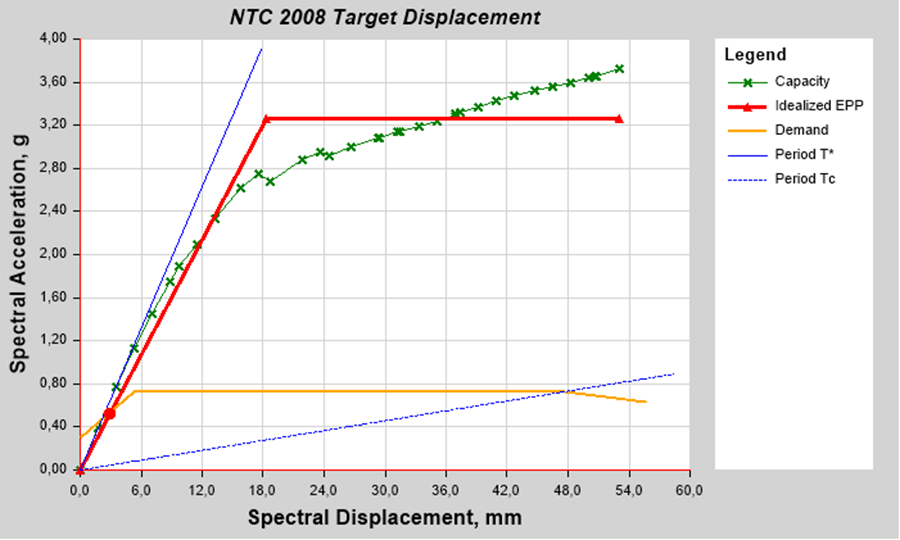 NTC 2008 Target Displacement
4,00
3,60
3,20
2,80
2,40
2,00
1,60
1,20
0,80
0,40
0,00
Spectral Acceleration, g
0,0 6,0 12,0 18,0 24,0 30,0 36,0 42,0 48,0 54,0 60,0
Spectral Displacement, mm
Legend
Capacity
Idealized EPP
Demand
Period T*
Period Tc